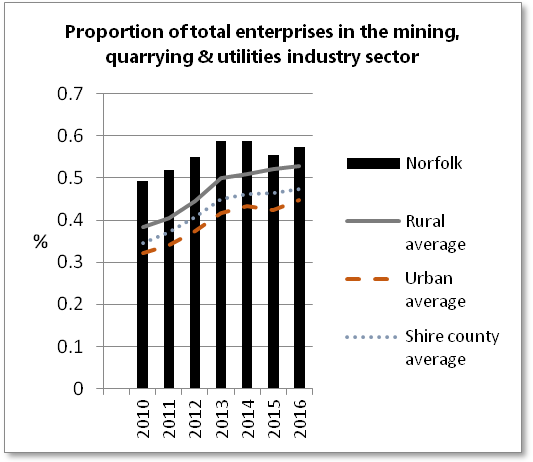 Proportion of total enterprises in the mining,
quarrying & utilities industry sector
0.7
0.6
0.5
0.4
0.3
0.2
0.1
0
%
2010
2011
2012
2013
2014
2015
2016
Norfolk
Rural
average
Urban
average
Shire county
average